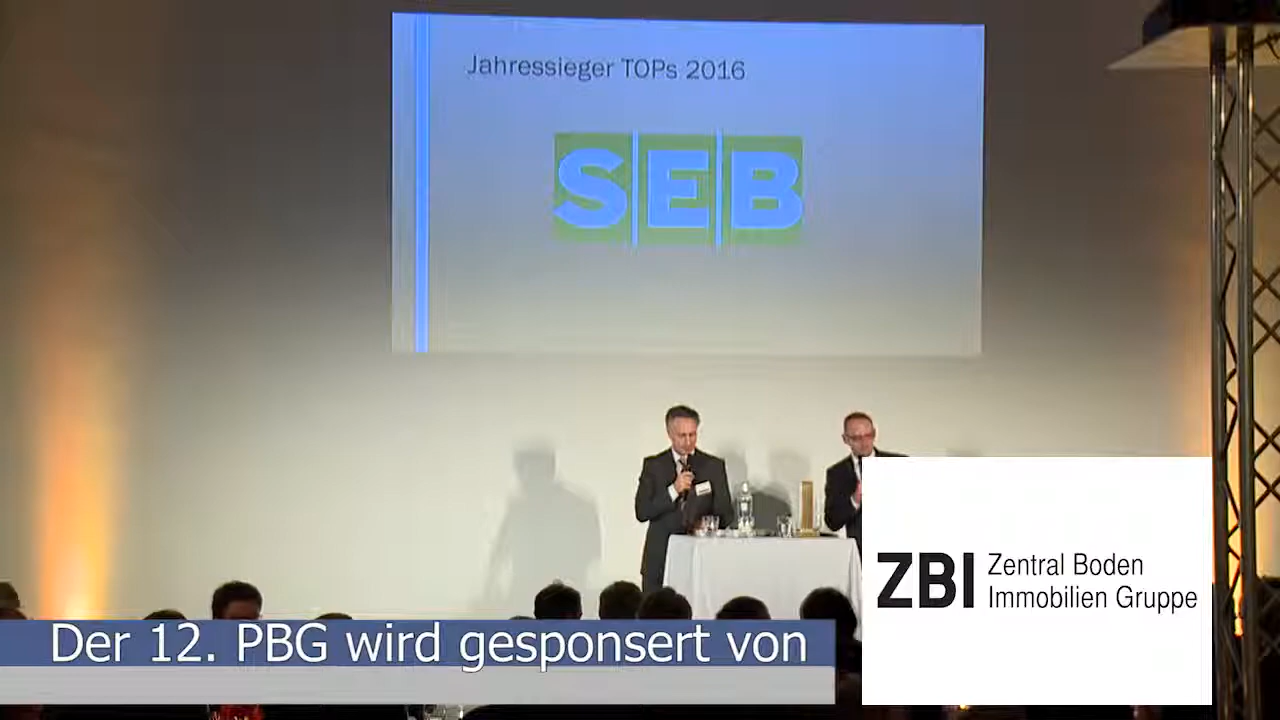 Jahressieger TOPs 2016
SEB
ZBI Zentral Boden
Immobilien Gruppe
Der 12. PBG wird gesponsert von